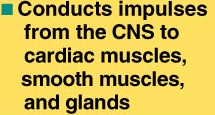 ■ Conducts impulses
from the CNS to
cardiac muscles,
smooth muscles,
and glands